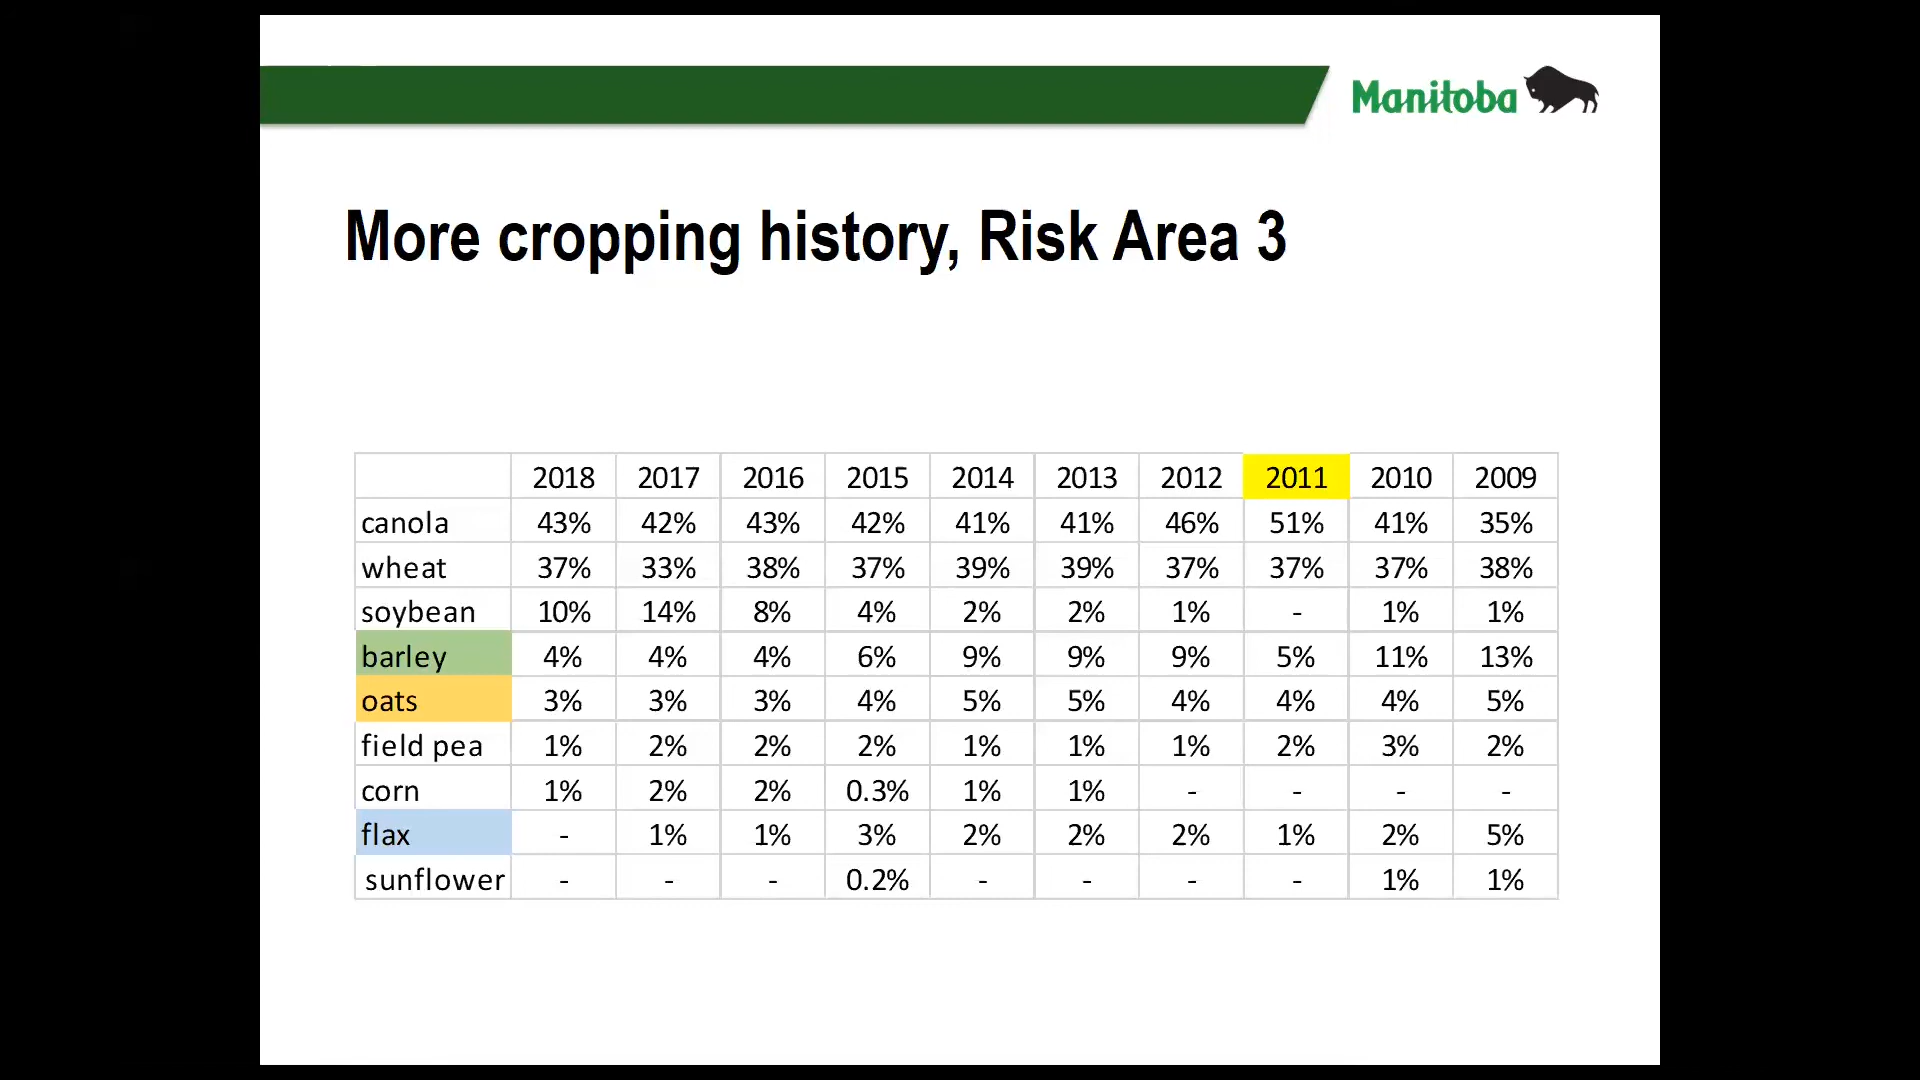 Manitoba
More cropping history, Risk Area 3
2018 2017 2016 2015 2014 2013 2012 2011 2010 2009
canola 43% 42% 43% 42% 41% 41% 46% 51% 41% 35%
wheat 37% 33% 38% 37% 39% 39% 37% 37% 37% 38%
soybean 10% 14% 8% 4% 2% 2% 1% - 1% 1%
barley 4% 4% 4% 6% 9% 9% 9% 5% 11% 13%
oats 3% 3% 3% 4% 5% 5% 4% 4% 4% 5%
field pea 1% 2% 2% 2% 1% 1% 1% 2% 3% 2%
corn 1% 2% 2% 0.3% 1% 1% - - - -
flax - 1% 1% 3% 2% 2% 2% 1% 2% 5%
sunflower - - - 0.2% - - - - 1% 1%